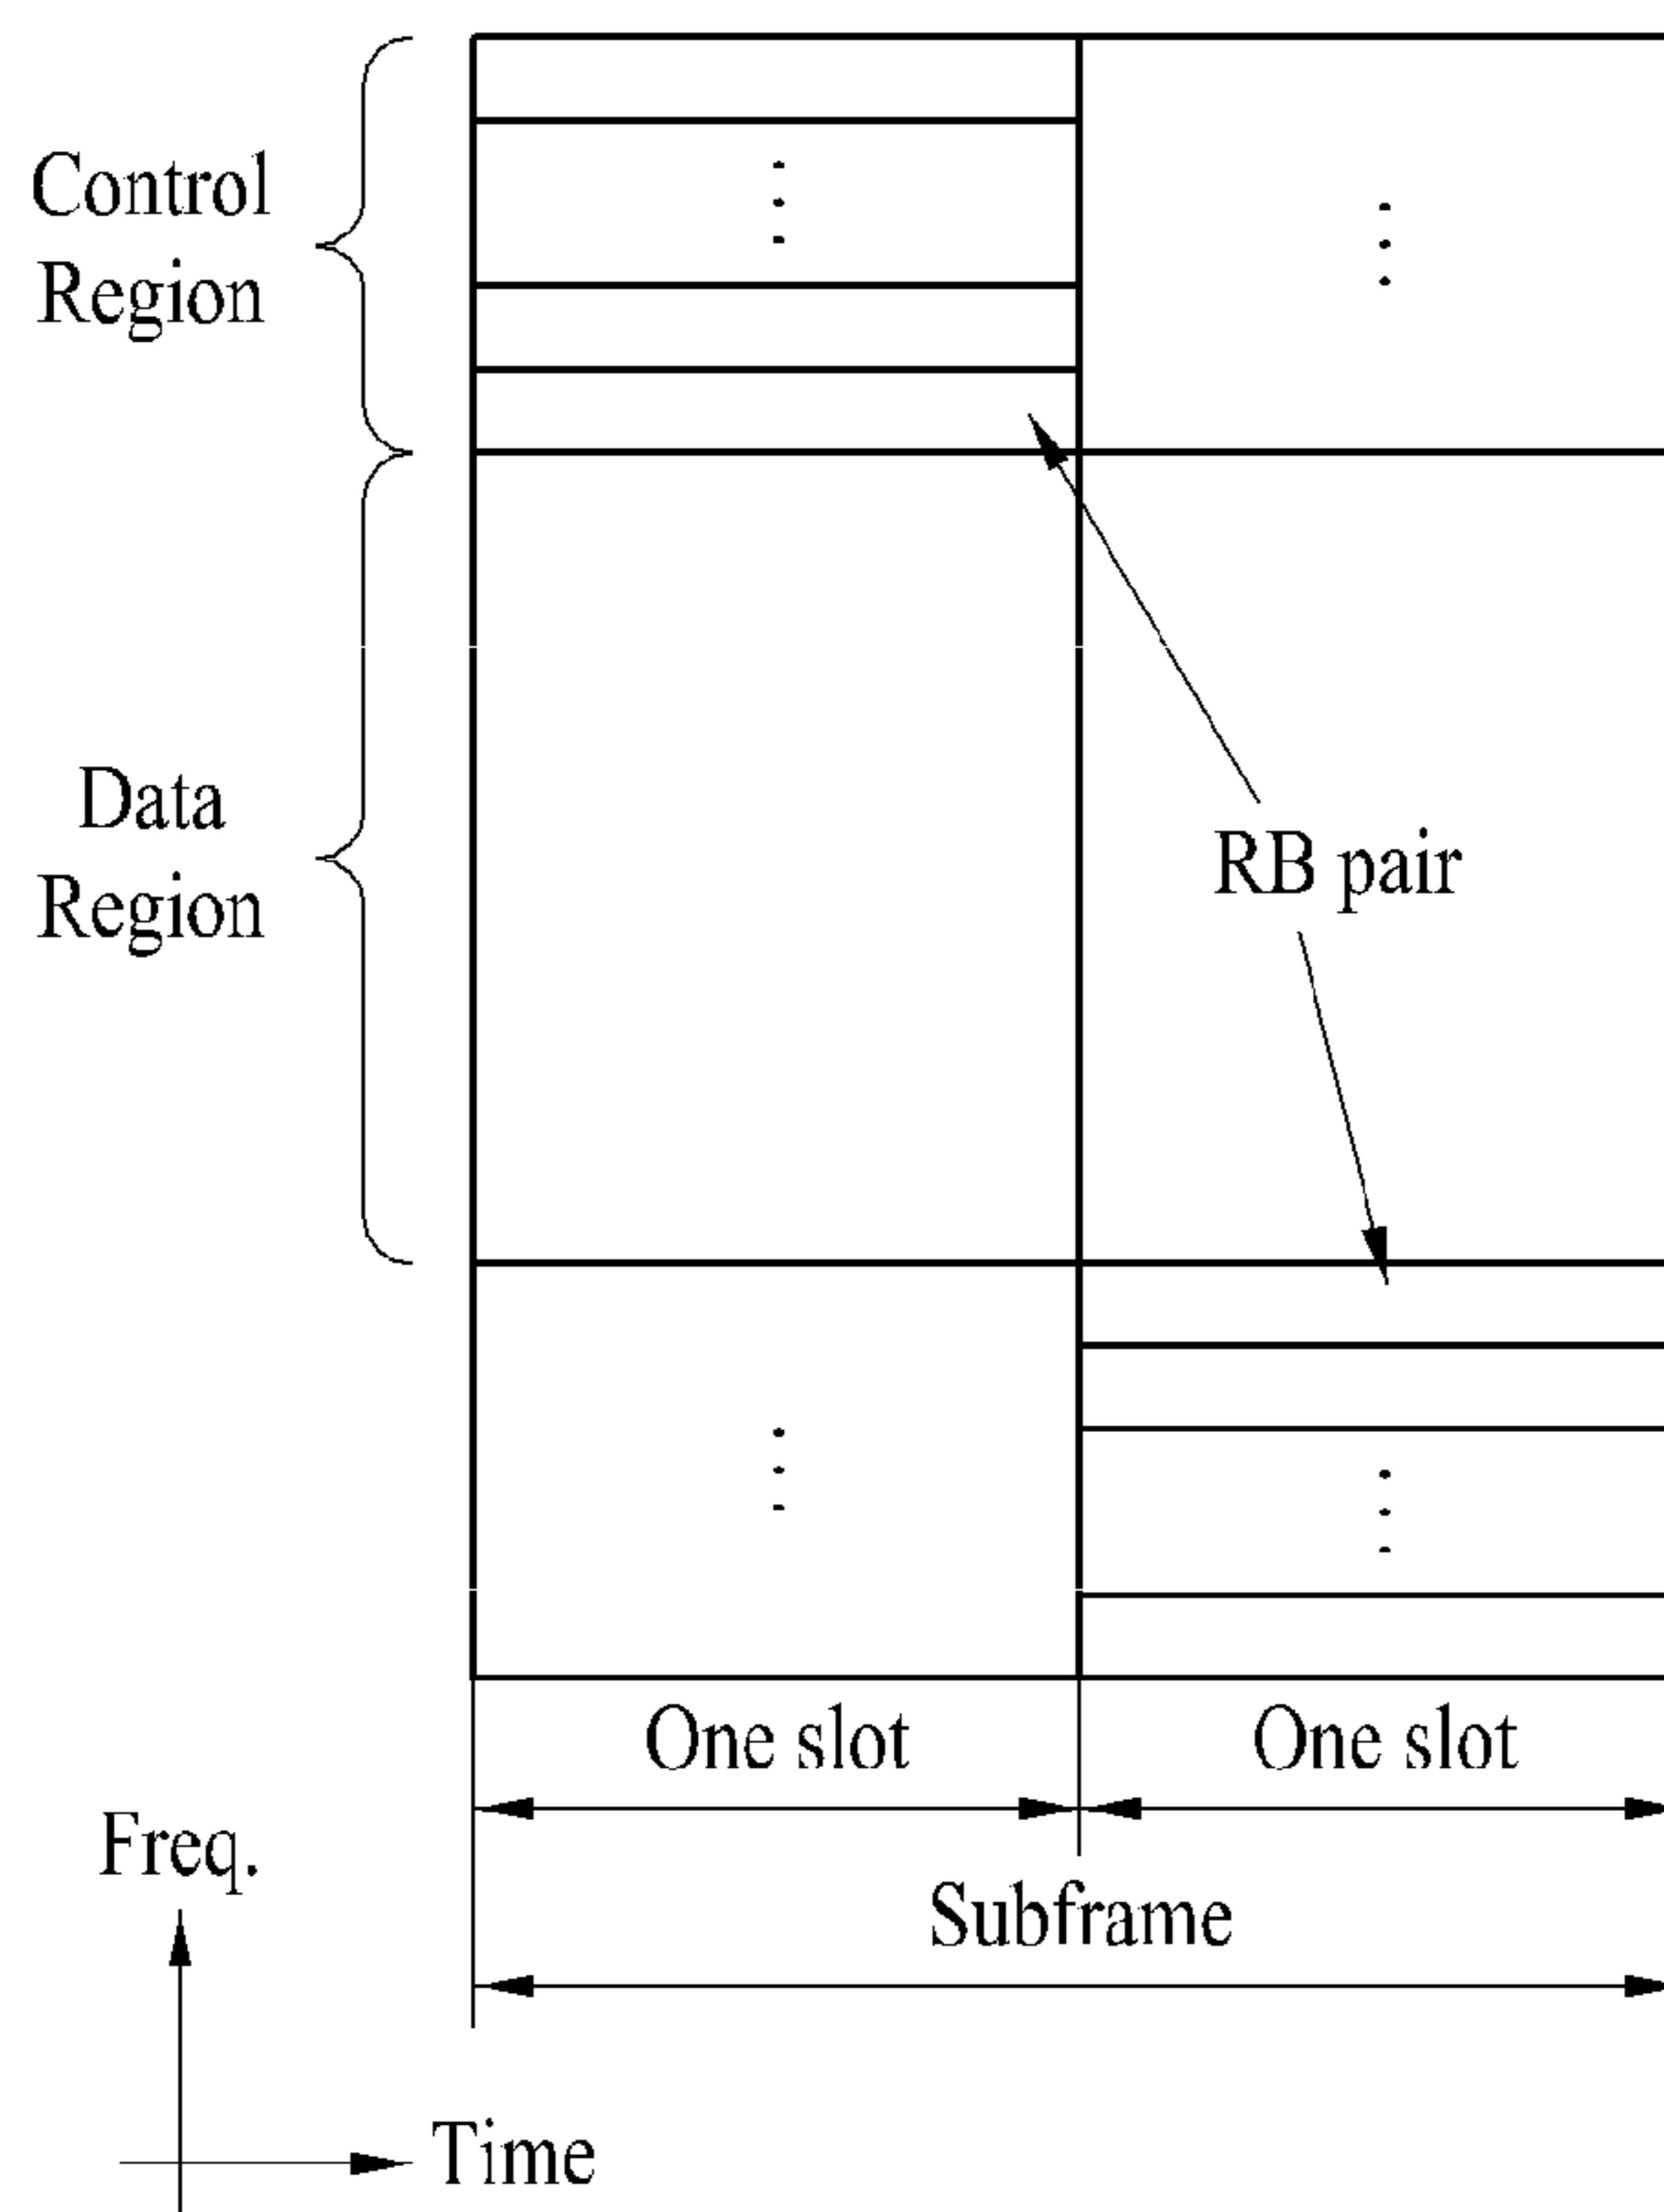 Control
Region
Data
Region
RB pair
One slot
One slot
Subframe
Freq.
Time